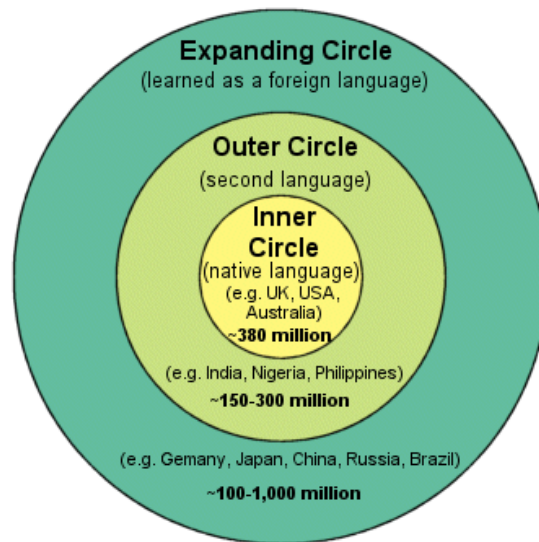 Expanding Circle
(learned as a foreign language)
Outer Circle
(second language)
Inner
Circle
(native language)
(e.g. UK, USA,
Australia)
~380 million
(e.g. India, Nigeria, Philippines)
~150-300 million
(e.g. Gemany, Japan, China, Russia, Brazil)
~100-1,000 million